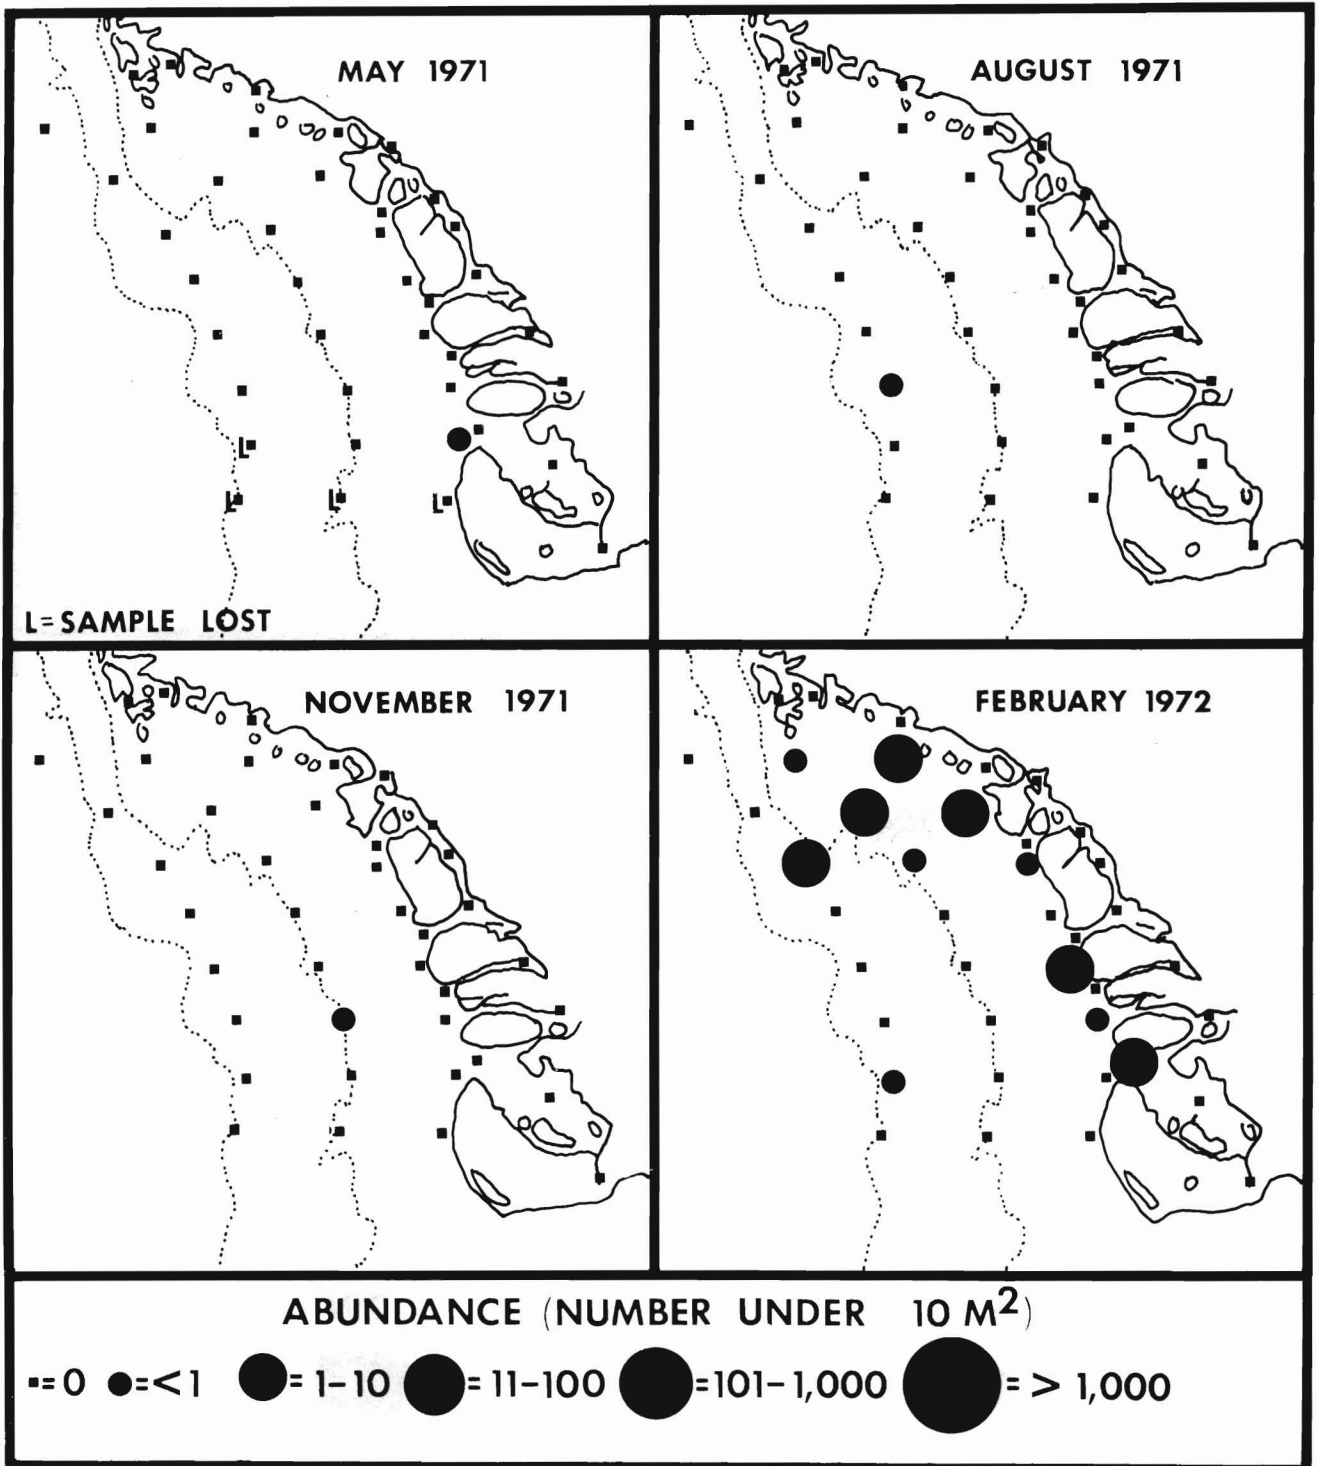 MAY 1971
AUGUST 1971
L
L
L
L
L=SAMPLE LOST
NOVEMBER 1971
FEBRUARY 1972
ABUNDANCE (NUMBER UNDER 10 M²)
=0 =<1 =1-10 =11-100 =101-1,000 => 1,000